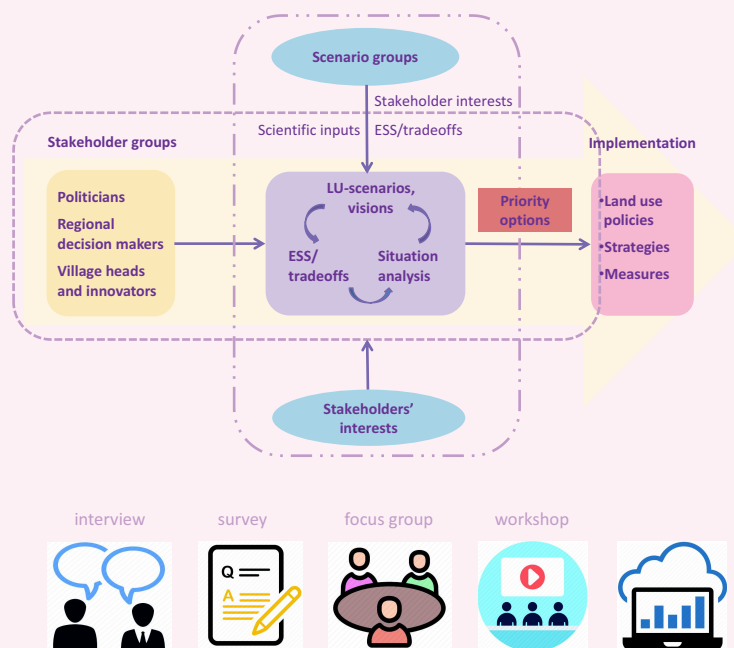 Scenario groups
Stakeholder interests
Scientific inputs
ESS/tradeoffs
Stakeholder groups
Implementation
Politicians
Regional
decision makers
Village heads
and innovators
LU-scenarios,
visions
ESS/
tradeoffs
Situation
analysis
Priority
options
•Land use
policies
•Strategies
•Measures
Stakeholders’
interests
interview
survey
focus group
workshop
Q
A